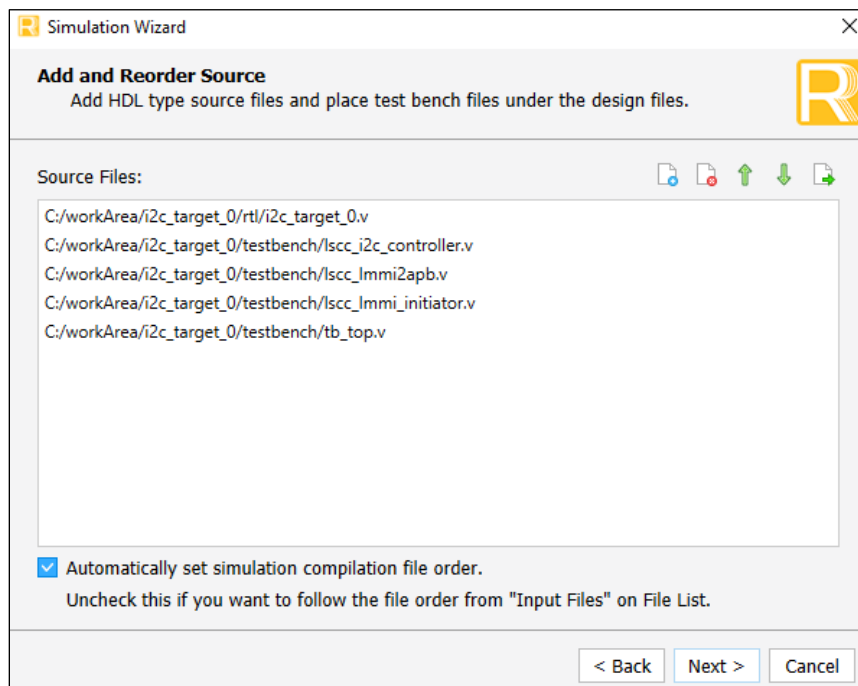 Simulation Wizard
Add and Reorder Source
Add HDL type source files and place test bench files under the design files.
Source Files:
C:/workArea/i2c_target_0/rtl/i2c_target_0.v
C:/workArea/i2c_target_0/testbench/lscc_i2c_controller.v
C:/workArea/i2c_target_0/testbench/lscc_lmmi2apb.v
C:/workArea/i2c_target_0/testbench/lscc_lmmi_initiator.v
C:/workArea/i2c_target_0/testbench/tb_top.v
Automatically set simulation compilation file order.
Uncheck this if you want to follow the file order from "Input Files" on File List.
< Back Next > Cancel